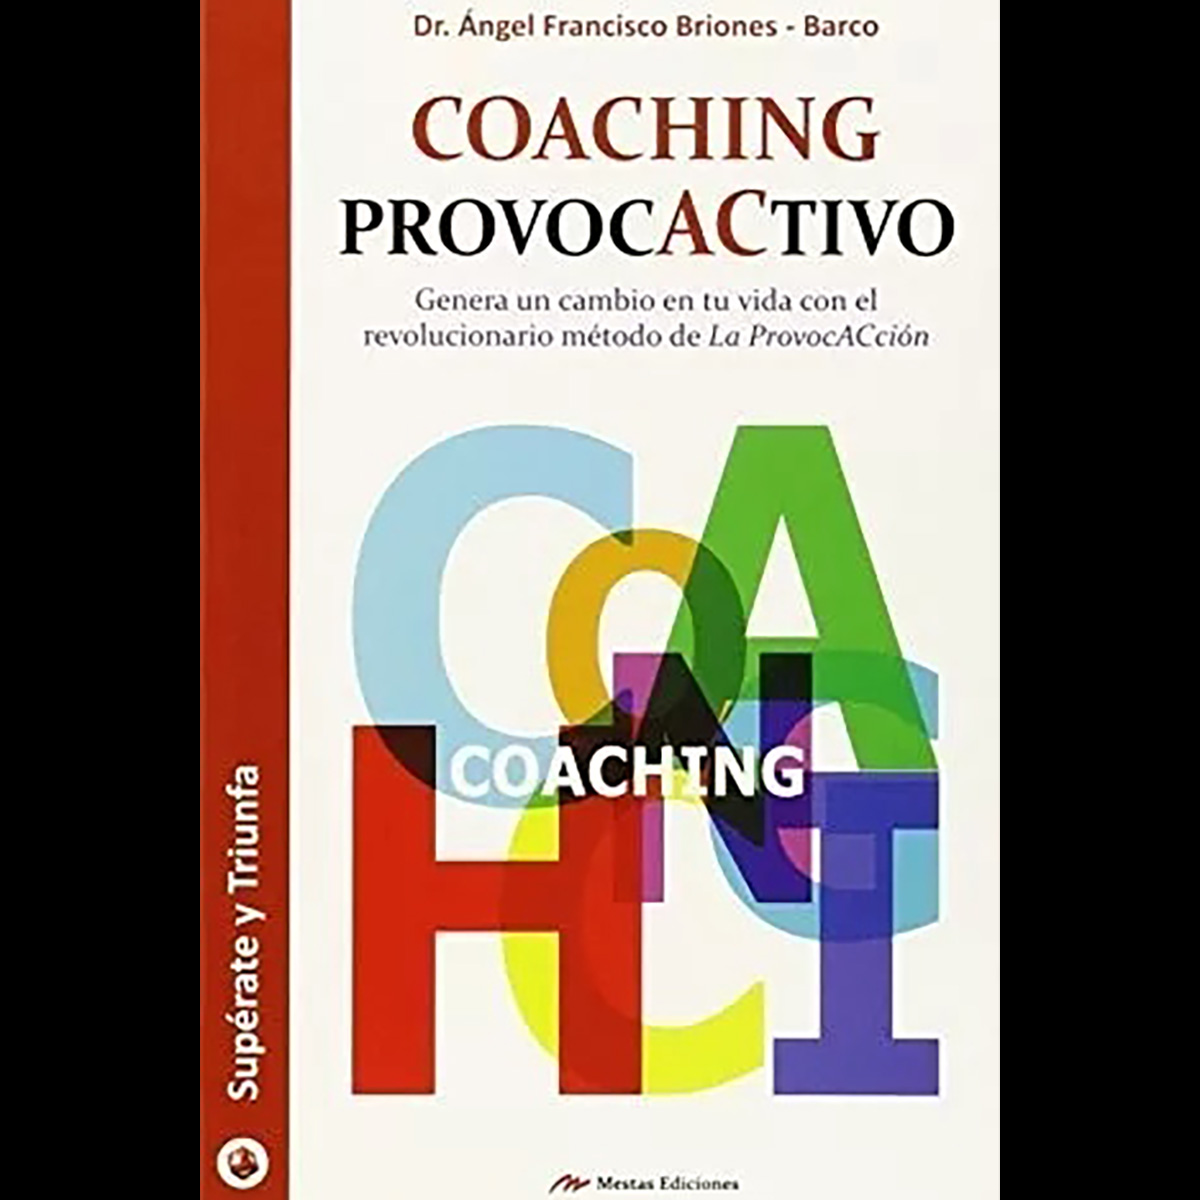 Dr. Ángel Francisco Briones - Barco
COACHING
PROVOCACTIVO
Genera un cambio en tu vida con el
revolucionario método de La ProvocACción
C
O
A
C
H
I
N
C
COACHING
Supérate y Triunfa
Mestas Ediciones